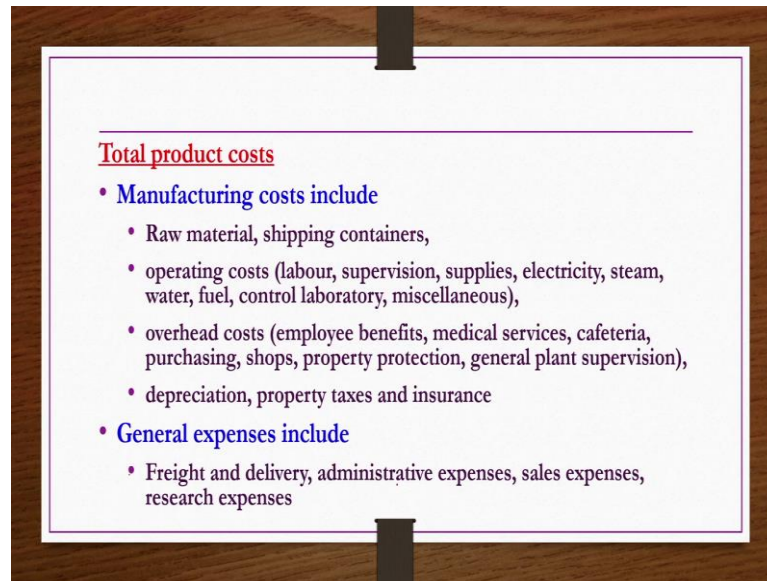 Total product costs
• Manufacturing costs include
• Raw material, shipping containers,
• operating costs (labour, supervision, supplies, electricity, steam,
water, fuel, control laboratory, miscellaneous),
• overhead costs (employee benefits, medical services, cafeteria,
purchasing, shops, property protection, general plant supervision),
• depreciation, property taxes and insurance
• General expenses include
• Freight and delivery, administrative expenses, sales expenses,
research expenses